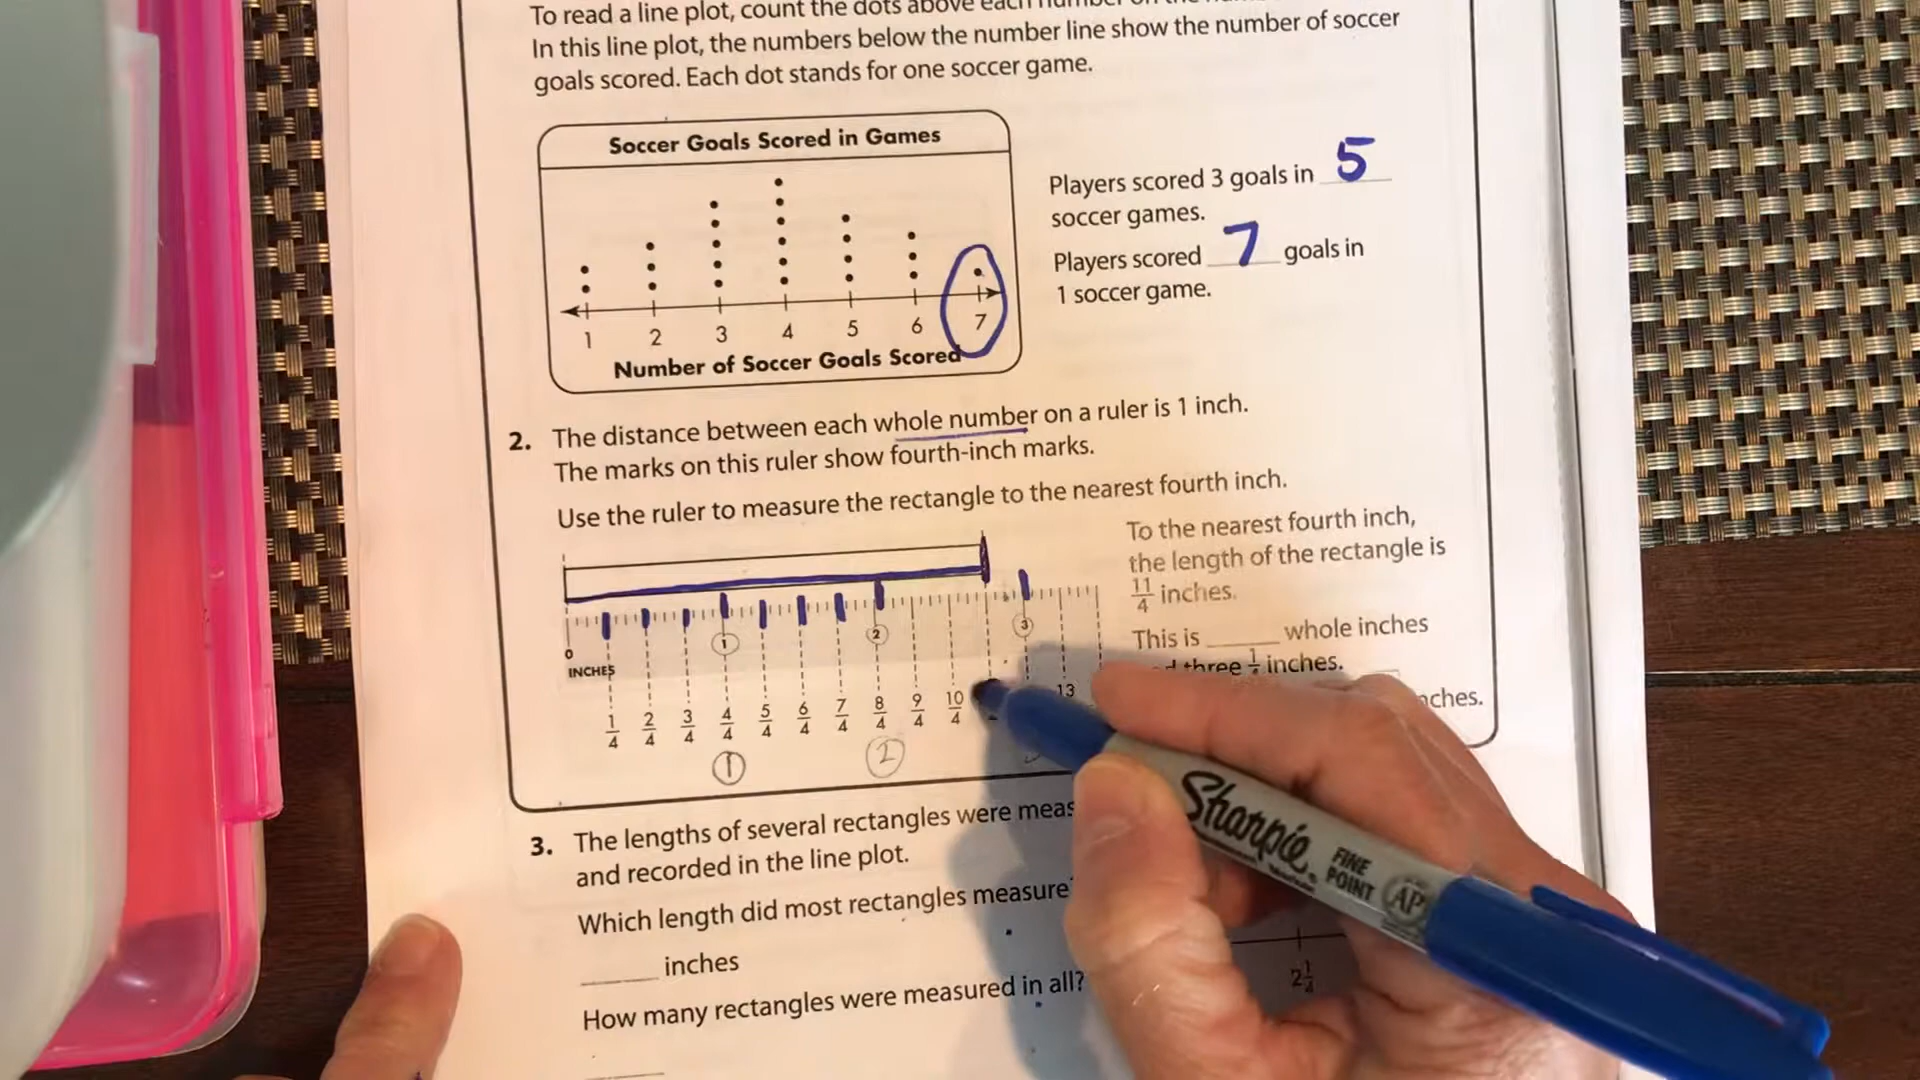 To read a line plot, count the dots above each number on the
In this line plot, the numbers below the number line show the number of soccer
goals scored. Each dot stands for one soccer game.
Soccer Goals Scored in Games
1 2 3 4 5 6 7
Number of Soccer Goals Scored
Players scored 3 goals in 5
soccer games.
Players scored 7 goals in
1 soccer game.
2. The distance between each whole number on a ruler is 1 inch.
The marks on this ruler show fourth-inch marks.
Use the ruler to measure the rectangle to the nearest fourth inch.
0 1 2 3
INCHES
1/4 2/4 3/4 4/4 5/4 6/4 7/4 8/4 9/4 10/4 13
1 2
To the nearest fourth inch,
the length of the rectangle is
11/4 inches.
This is ______ whole inches
three inches.
nches.
3. The lengths of several rectangles were meas
and recorded in the line plot.
Which length did most rectangles measure
______ inches
How many rectangles were measured in all?
2 1/4
Sharpie
FINE
POINT
AP